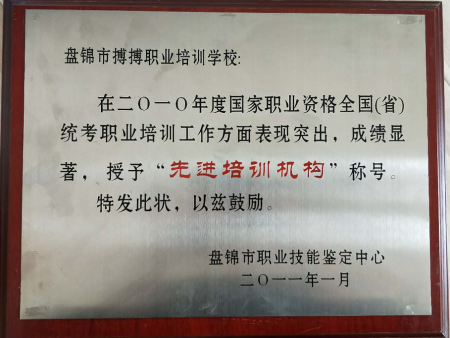 盘锦市搏搏职业培训学校:
在二〇一〇年度国家职业资格全国(省)
统考职业培训工作方面表现突出，成绩显
著，授予“先进培训机构”称号。
特发此状，以兹鼓励。
盘锦市职业技能鉴定中心
二〇一一年一月